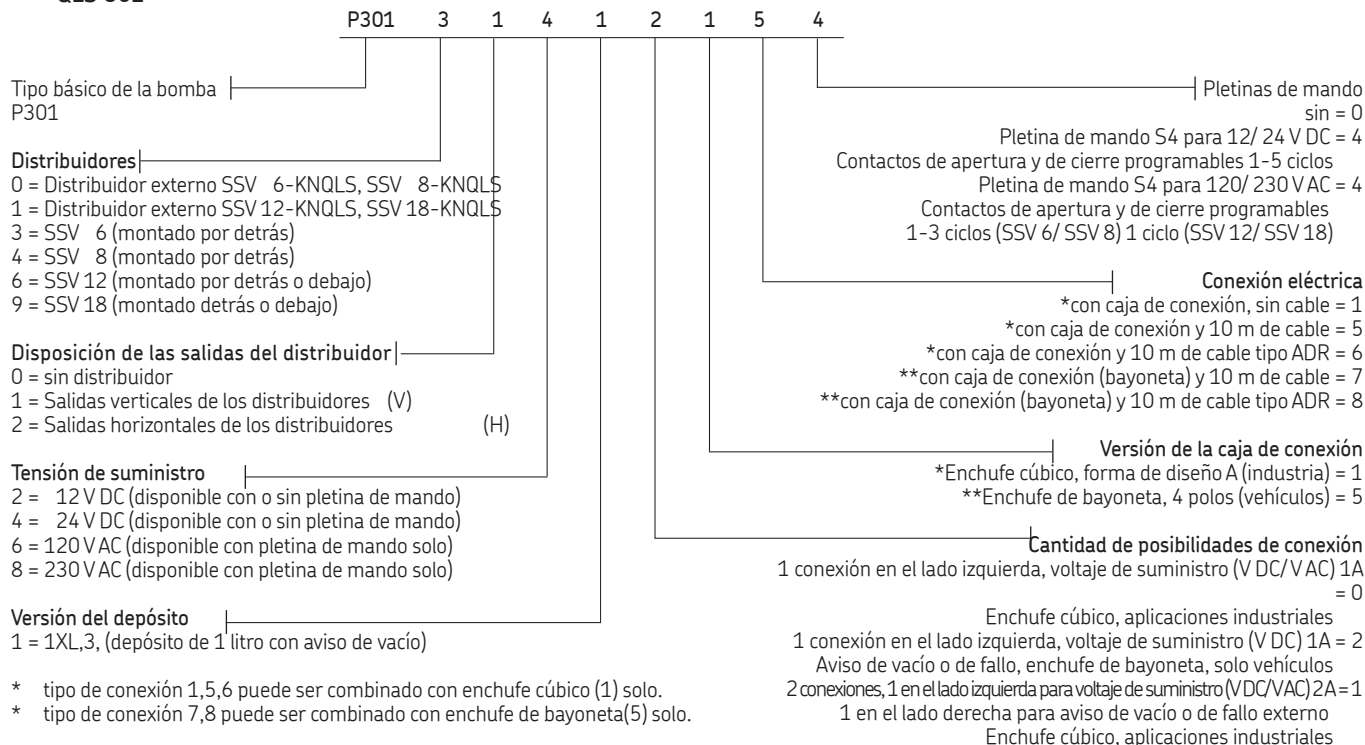 P301 3 1 4 1 2 1 5 4
Tipo básico de la bomba
P301
Distribuidores
0 = Distribuidor externo SSV 6-KNQLS, SSV 8-KNQLS
1 = Distribuidor externo SSV 12-KNQLS, SSV 18-KNQLS
3 = SSV 6 (montado por detrás)
4 = SSV 8 (montado por detrás)
6 = SSV 12 (montado por detrás o debajo)
9 = SSV 18 (montado detrás o debajo)
Disposición de las salidas del distribuidor
0 = sin distribuidor
1 = Salidas verticales de los distribuidores (V)
2 = Salidas horizontales de los distribuidores (H)
Tensión de suministro
2 = 12 V DC (disponible con o sin pletina de mando)
4 = 24 V DC (disponible con o sin pletina de mando)
6 = 120 V AC (disponible con pletina de mando solo)
8 = 230 V AC (disponible con pletina de mando solo)
Versión del depósito
1 = 1XL,3, (depósito de 1 litro con aviso de vacío)
* tipo de conexión 1,5,6 puede ser combinado con enchufe cúbico (1) solo.
* tipo de conexión 7,8 puede ser combinado con enchufe de bayoneta(5) solo.
Pletinas de mando
sin = 0
Pletina de mando S4 para 12/ 24 V DC = 4
Contactos de apertura y de cierre programables 1-5 ciclos
Pletina de mando S4 para 120/ 230 V AC = 4
Contactos de apertura y de cierre programables
1-3 ciclos (SSV 6/ SSV 8) 1 ciclo (SSV 12/ SSV 18)
Conexión eléctrica
*con caja de conexión, sin cable = 1
*con caja de conexión y 10 m de cable = 5
*con caja de conexión y 10 m de cable tipo ADR = 6
**con caja de conexión (bayoneta) y 10 m de cable = 7
**con caja de conexión (bayoneta) y 10 m de cable tipo ADR = 8
Versión de la caja de conexión
*Enchufe cúbico, forma de diseño A (industria) = 1
**Enchufe de bayoneta, 4 polos (vehículos) = 5
Cantidad de posibilidades de conexión
1 conexión en el lado izquierda, voltaje de suministro (V DC/ V AC) 1A
= 0
Enchufe cúbico, aplicaciones industriales
1 conexión en el lado izquierda, voltaje de suministro (V DC) 1A = 2
Aviso de vacío o de fallo, enchufe de bayoneta, solo vehículos
2 conexiones, 1 en el lado izquierda para voltaje de suministro (V DC/V AC) 2A = 1
1 en el lado derecha para aviso de vacío o de fallo externo
Enchufe cúbico, aplicaciones industriales